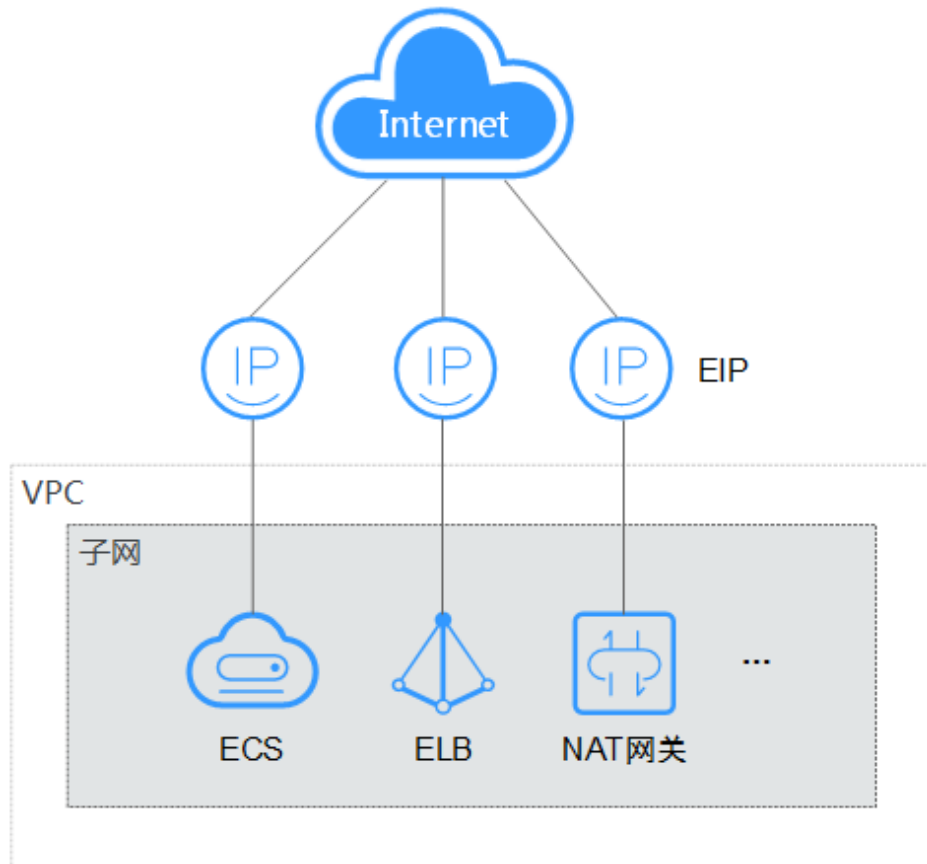 Internet
IP IP IP EIP
VPC
子网
...
ECS ELB NAT网关